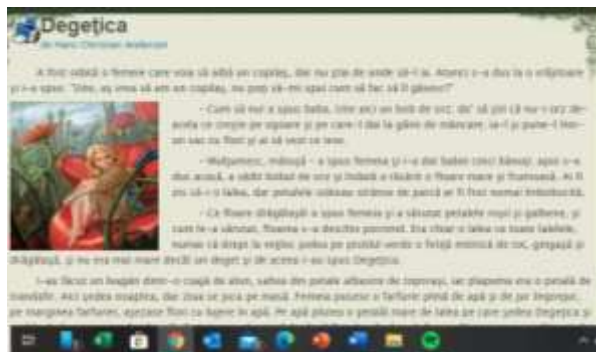 Degețica
de Hans Christian Andersen
A fost odată o femeie care voia să aibă un copilaș, dar nu știa de unde să-l ia. Atunci s-a dus la o vrăjitoare
și i-a spus: "Uite, aș vrea să am un copilaș, nu poți să-mi spui cum să fac să îl găsesc?"
- Cum să nu! a spus baba. Uite aici un bob de orz; da' să știi că nu-i orz de-
acela ce crește pe ogoare și pe care-l dai la găini de mâncare, ia-l și pune-l într-
un sau cu flori și ai să vezi ce iese.
- Mulțumesc, mătușă - a spus femeia și i-a dat babei cinci bănuți; apoi s-a
dus acasă, a sădit bobul de orz și îndată a răsărit o floare mare și frumoasă. Ai fi
zis că-i o lalea, dar petalele stăteau strânse de parcă ar fi fost numai îmbobocită.
- Ce floare drăgălașă! a spus femeia și a sărutat petalele roșii și galbene, și
cum le-a sărutat, floarea s-a deschis pocnind. Era chiar o lalea ca toate lalelele,
numai că drept la mijloc ședea pe pistilul verde o fetiță mititică de tot, gingașă și
drăgălașă, și nu era mai mare decât un deget și de aceea i-au spus Degețica.
I-au făcut un leagăn dintr-o coajă de alun, saltea din petale albastre de toporași, iar plapuma era o petală de
trandafir. Aici ședea noaptea, dar ziua se juca pe masă. Femeia pusese o farfurie plină de apă și de jur împrejur,
pe marginea farfuriei, așezase flori cu lujere în apă. Pe apă plutea o petală mare de lalea pe care ședea Degețica și